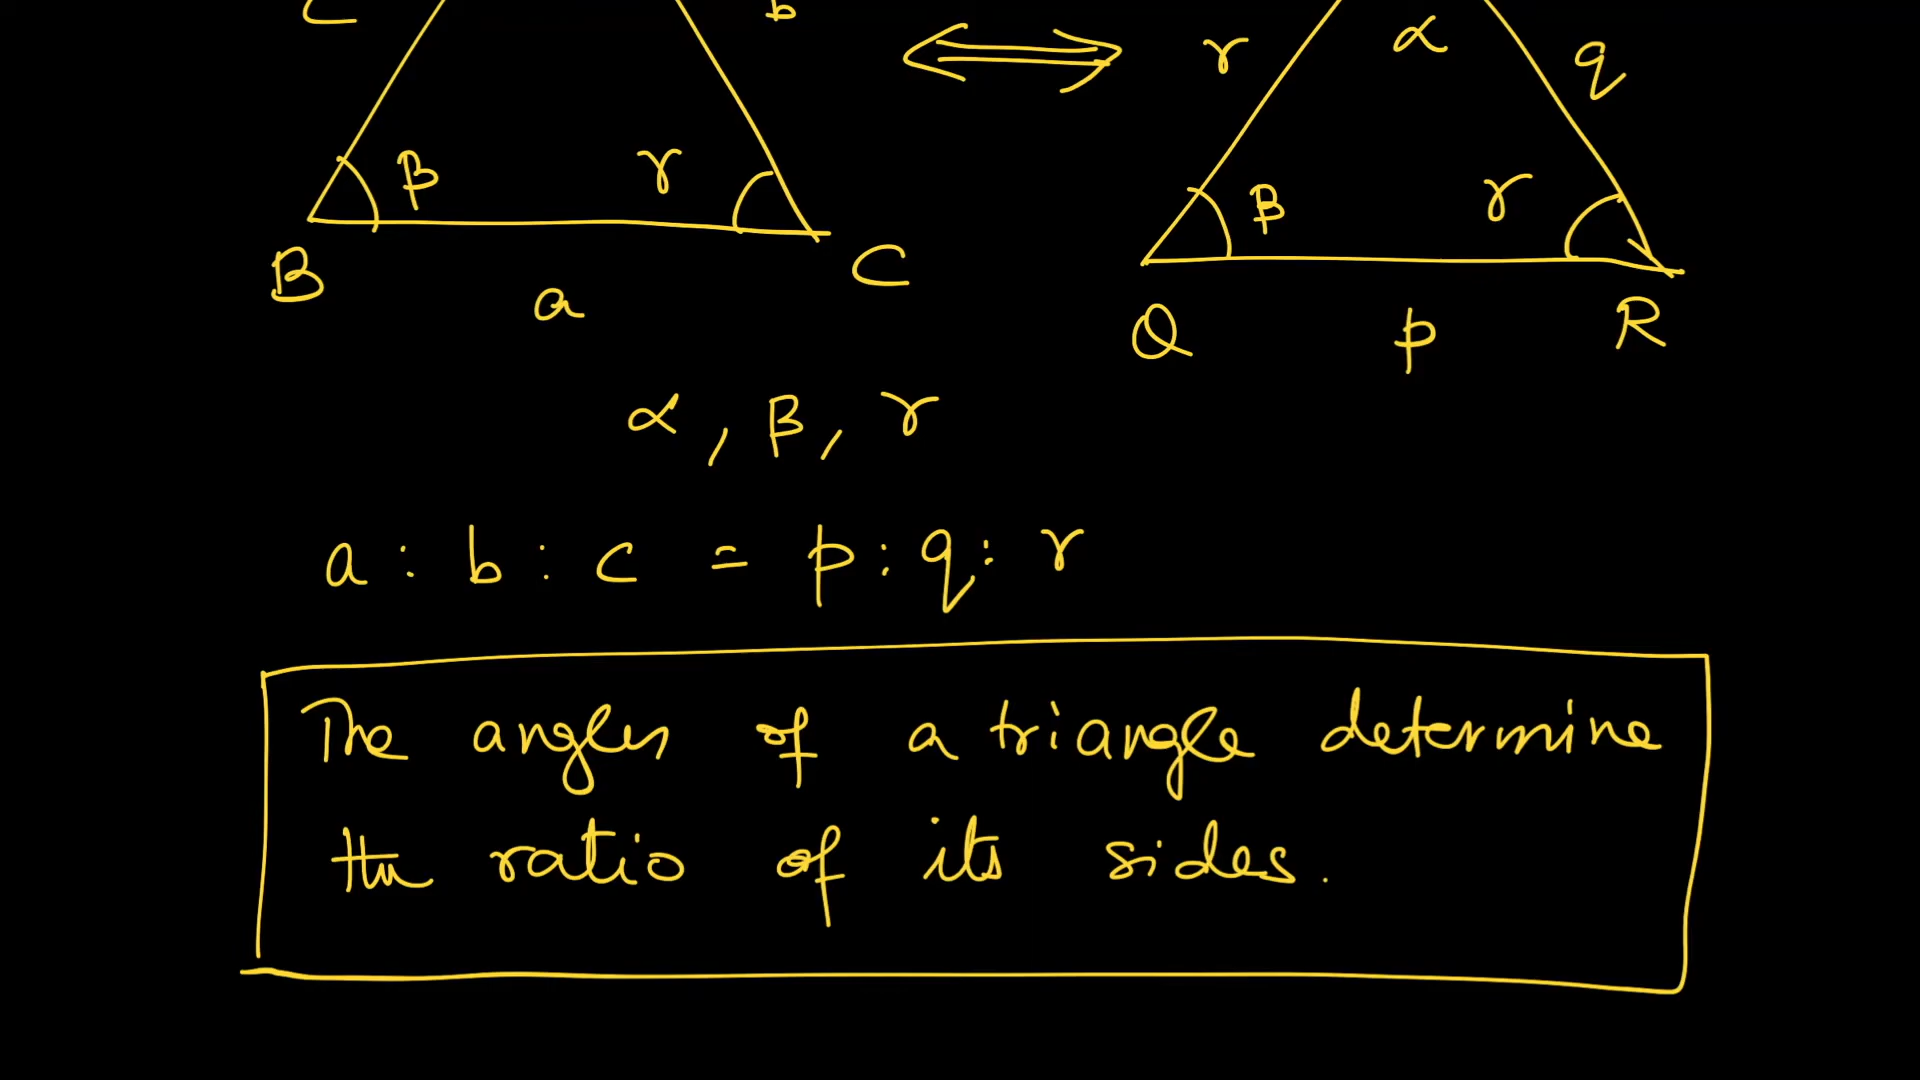 c b r α q
β γ β γ
B a C Q p R
α, β, γ
a : b : c = p : q : r
The angles of a triangle determine
the ratio of its sides.